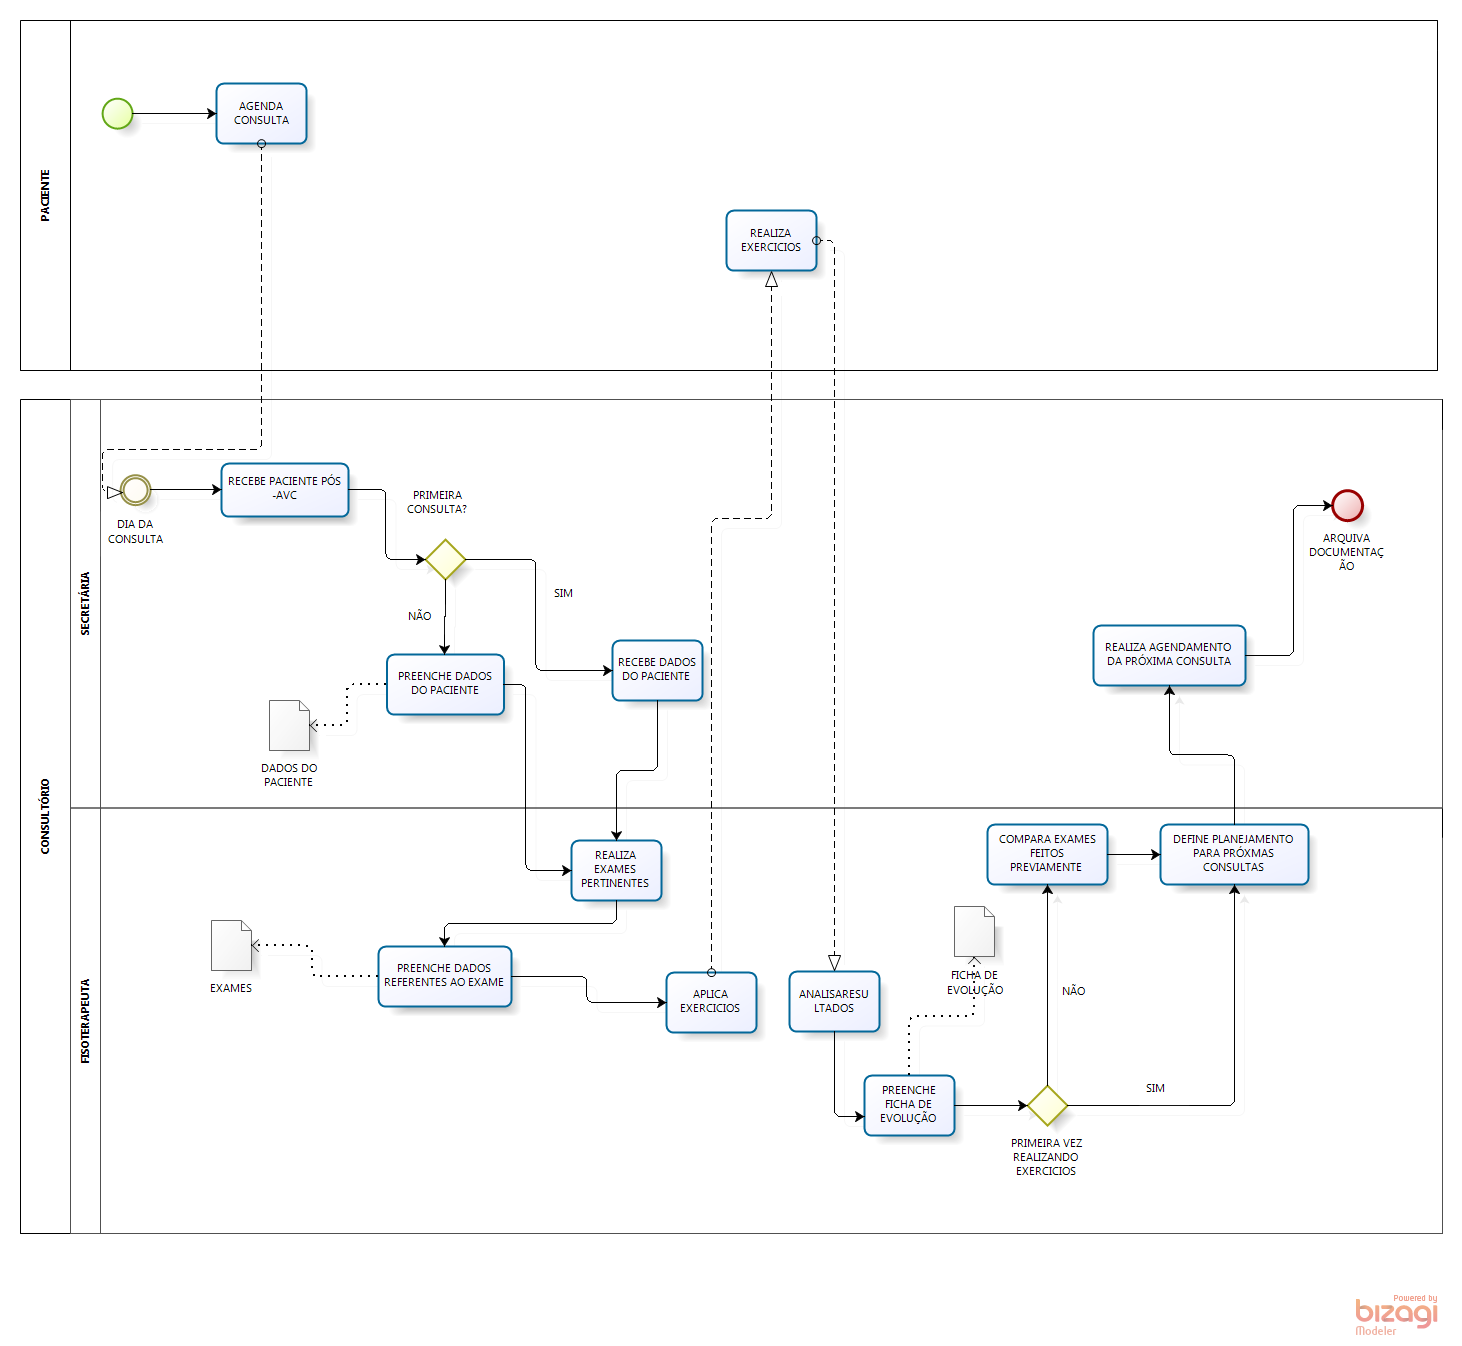 PACIENTE
AGENDA
CONSULTA
REALIZA
EXERCICIOS
CONSULTÓRIO
SECRETÁRIA
DIA DA
CONSULTA
RECEBE PACIENTE PÓS
-AVC
PRIMEIRA
CONSULTA?
SIM
NÃO
PREENCHE DADOS
DO PACIENTE
RECEBE DADOS
DO PACIENTE
DADOS DO
PACIENTE
REALIZA AGENDAMENTO
DA PRÓXIMA CONSULTA
ARQUIVA
DOCUMENTAÇ
ÃO
FISOTERAPEUTA
REALIZA
EXAMES
PERTINENTES
PREENCHE DADOS
REFERENTES AO EXAME
EXAMES
APLICA
EXERCICIOS
ANALISARESU
LTADOS
PREENCHE
FICHA DE
EVOLUÇÃO
FICHA DE
EVOLUÇÃO
COMPARA EXAMES
FEITOS
PREVIAMENTE
DEFINE PLANEJAMENTO
PARA PRÓXMAS
CONSULTAS
NÃO
SIM
PRIMEIRA VEZ
REALIZANDO
EXERCICIOS
Powered by
bizagi
Modeler